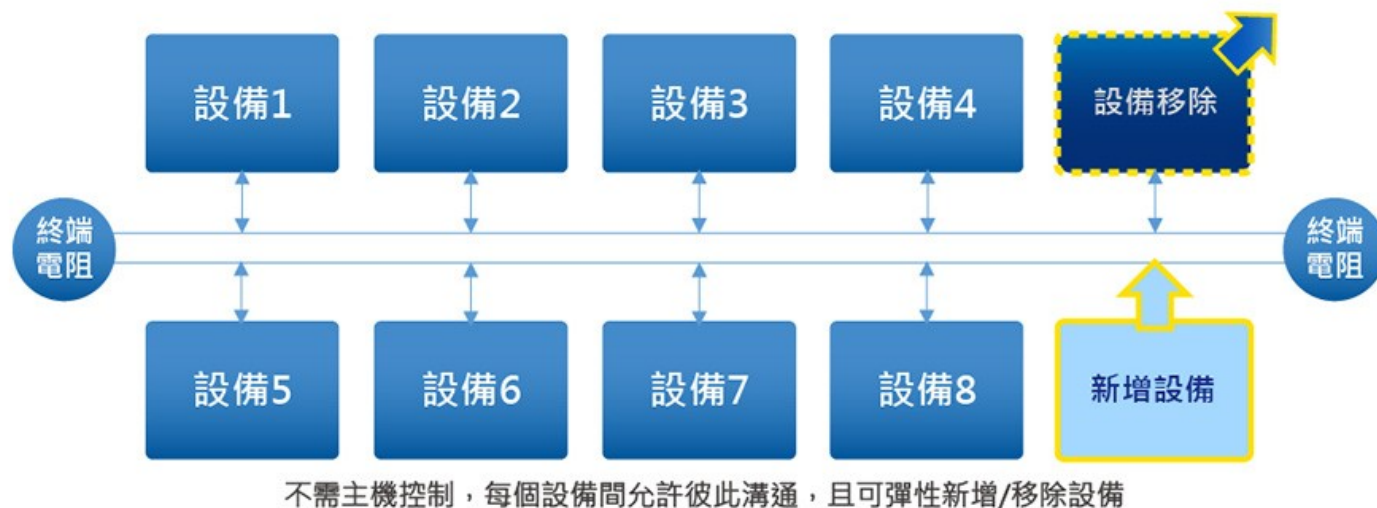 設備1
設備2
設備3
設備4
設備移除
終端
電阻
終端
電阻
設備5
設備6
設備7
設備8
新增設備
不需主機控制，每個設備間允許彼此溝通，且可彈性新增/移除設備